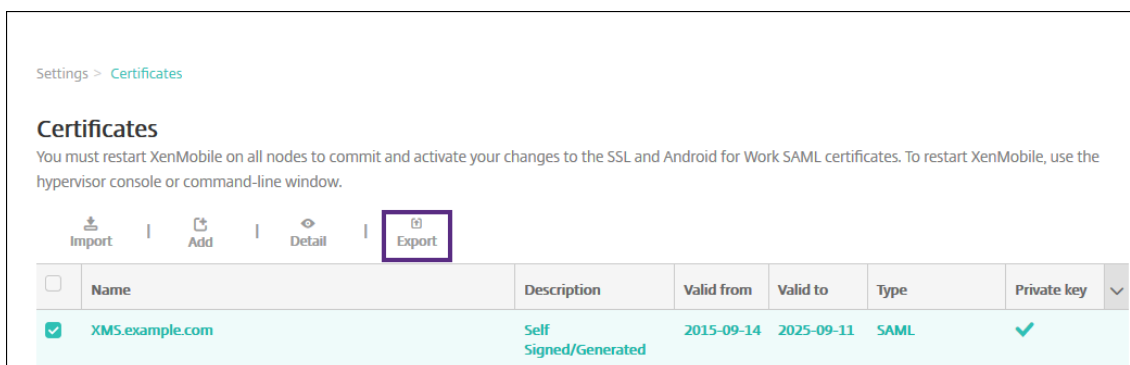 Settings > Certificates
Certificates
You must restart XenMobile on all nodes to commit and activate your changes to the SSL and Android for Work SAML certificates. To restart XenMobile, use the
hypervisor console or command-line window.
Import | Add | Detail | Export
Name Description Valid from Valid to Type Private key
XMS.example.com Self 2015-09-14 2025-09-11 SAML
Signed/Generated